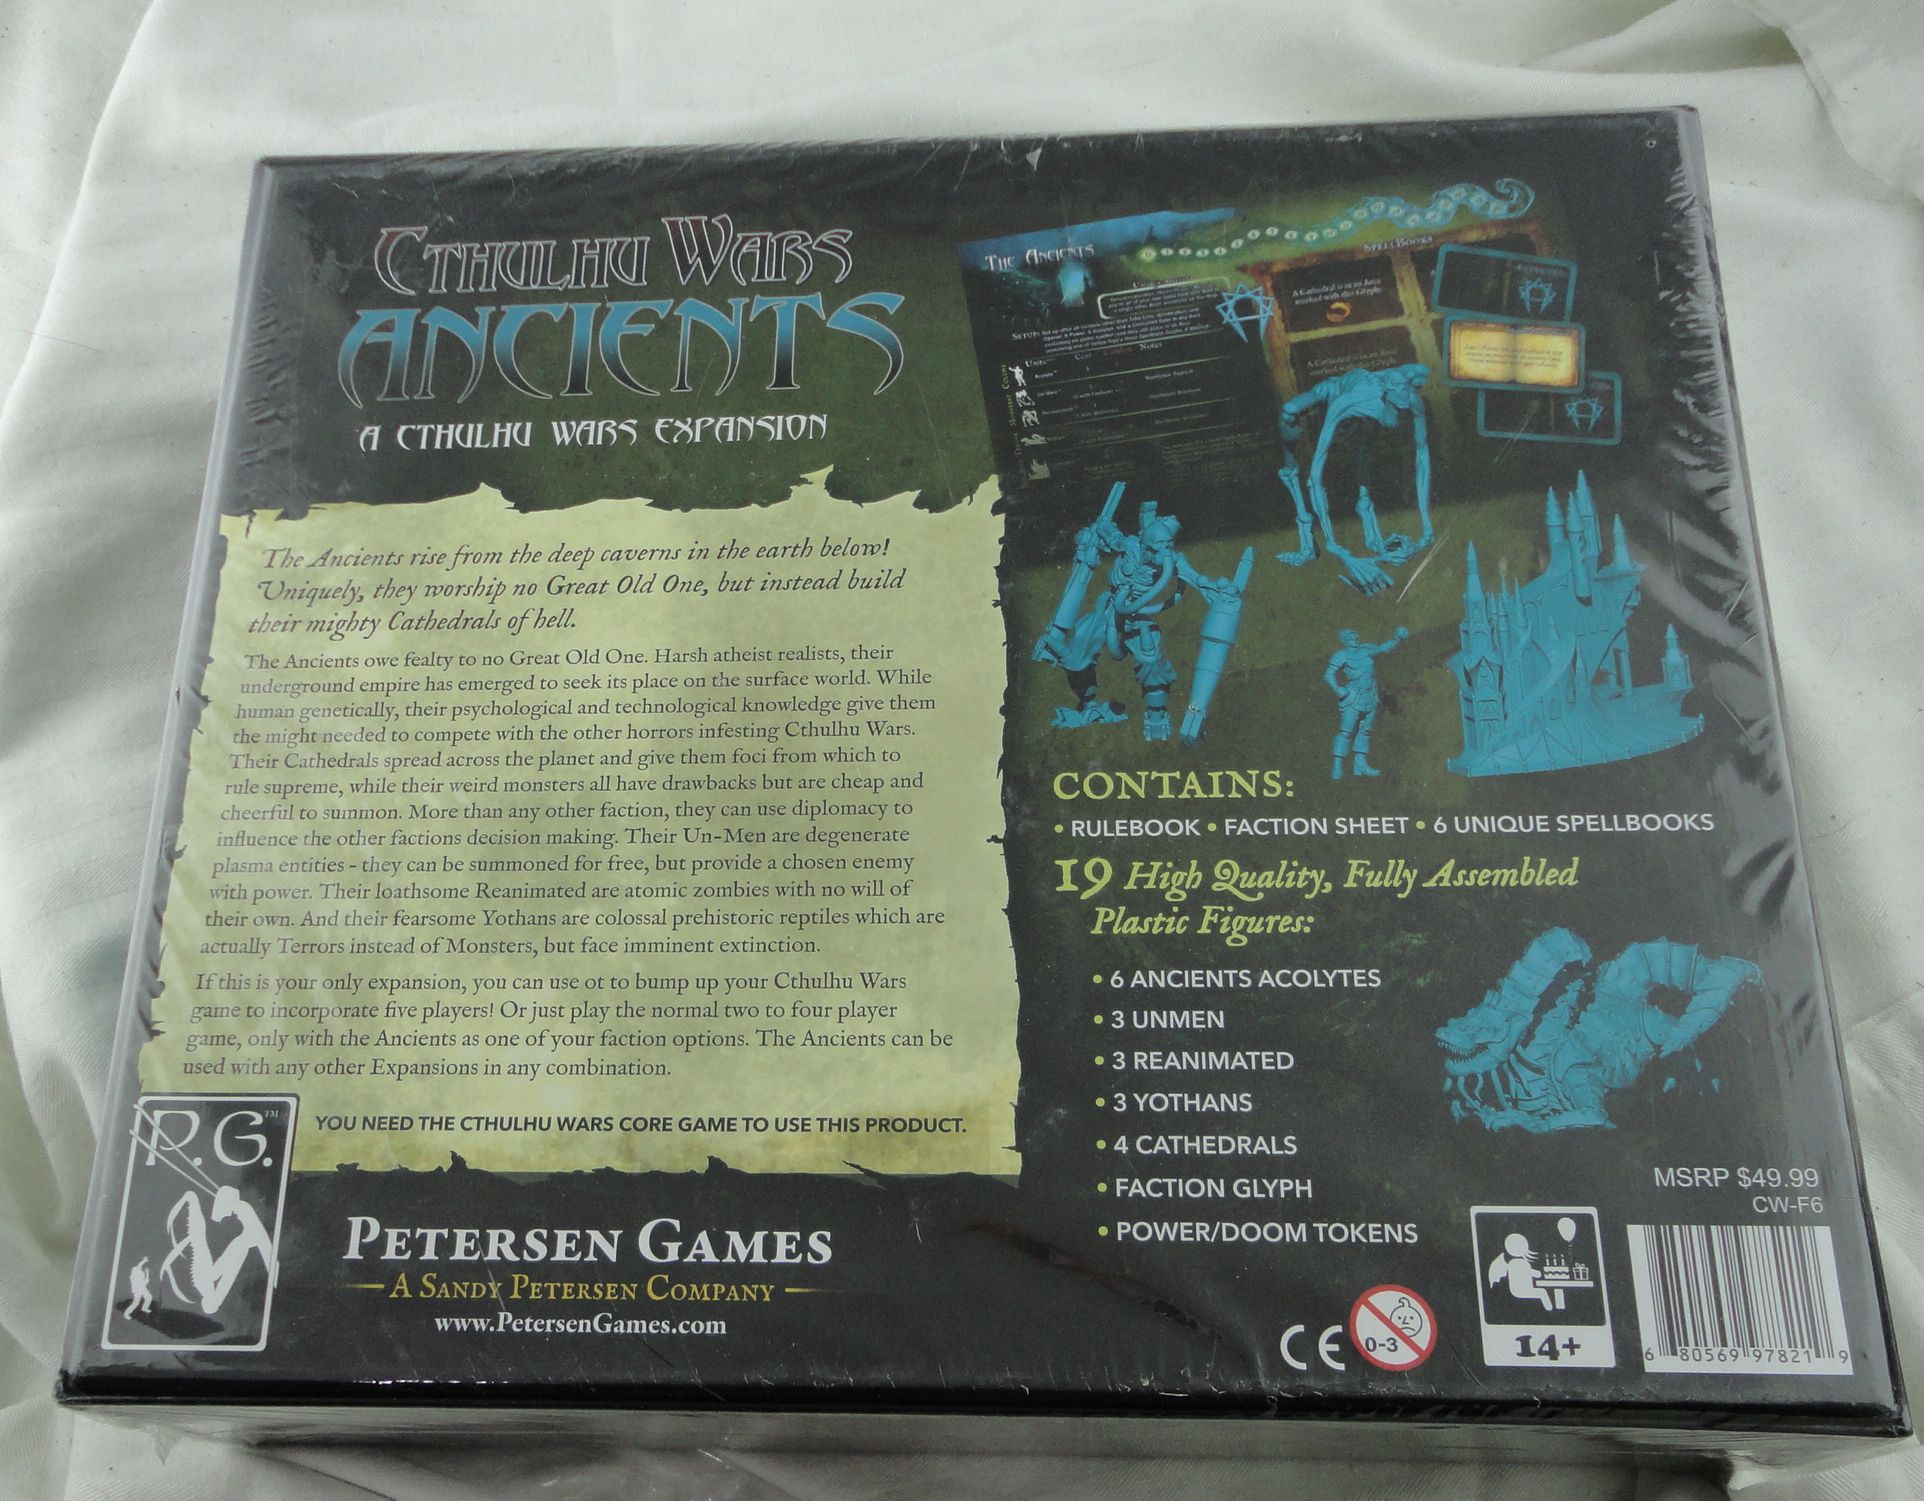 CTHULHU WARS
ANCIENTS
A CTHULHU WARS EXPANSION
THE ANCIENTS
SPELLBOOKS
A Cathedral is in an Area
marked with this Glyph:
The Ancients rise from the deep caverns in the earth below!
Uniquely, they worship no Great Old One, but instead build
their mighty Cathedrals of hell.
The Ancients owe fealty to no Great Old One. Harsh atheist realists, their
underground empire has emerged to seek its place on the surface world. While
human genetically, their psychological and technological knowledge give them
the might needed to compete with the other horrors infesting Cthulhu Wars.
Their Cathedrals spread across the planet and give them foci from which to
rule supreme, while their weird monsters all have drawbacks but are cheap and
cheerful to summon. More than any other faction, they can use diplomacy to
influence the other factions decision making. Their Un-Men are degenerate
plasma entities - they can be summoned for free, but provide a chosen enemy
with power. Their loathsome Reanimated are atomic zombies with no will of
their own. And their fearsome Yothans are colossal prehistoric reptiles which are
actually Terrors instead of Monsters, but face imminent extinction.
If this is your only expansion, you can use ot to bump up your Cthulhu Wars
game to incorporate five players! Or just play the normal two to four player
game, only with the Ancients as one of your faction options. The Ancients can be
used with any other Expansions in any combination.
YOU NEED THE CTHULHU WARS CORE GAME TO USE THIS PRODUCT.
P.G.™
PETERSEN GAMES
A SANDY PETERSEN COMPANY
www.PetersenGames.com
CONTAINS:
• RULEBOOK • FACTION SHEET • 6 UNIQUE SPELLBOOKS
19 High Quality, Fully Assembled
Plastic Figures:
• 6 ANCIENTS ACOLYTES
• 3 UNMEN
• 3 REANIMATED
• 3 YOTHANS
• 4 CATHEDRALS
• FACTION GLYPH
• POWER/DOOM TOKENS
MSRP $49.99
CW-F6
CE
0-3
14+
6 80569 97821 9